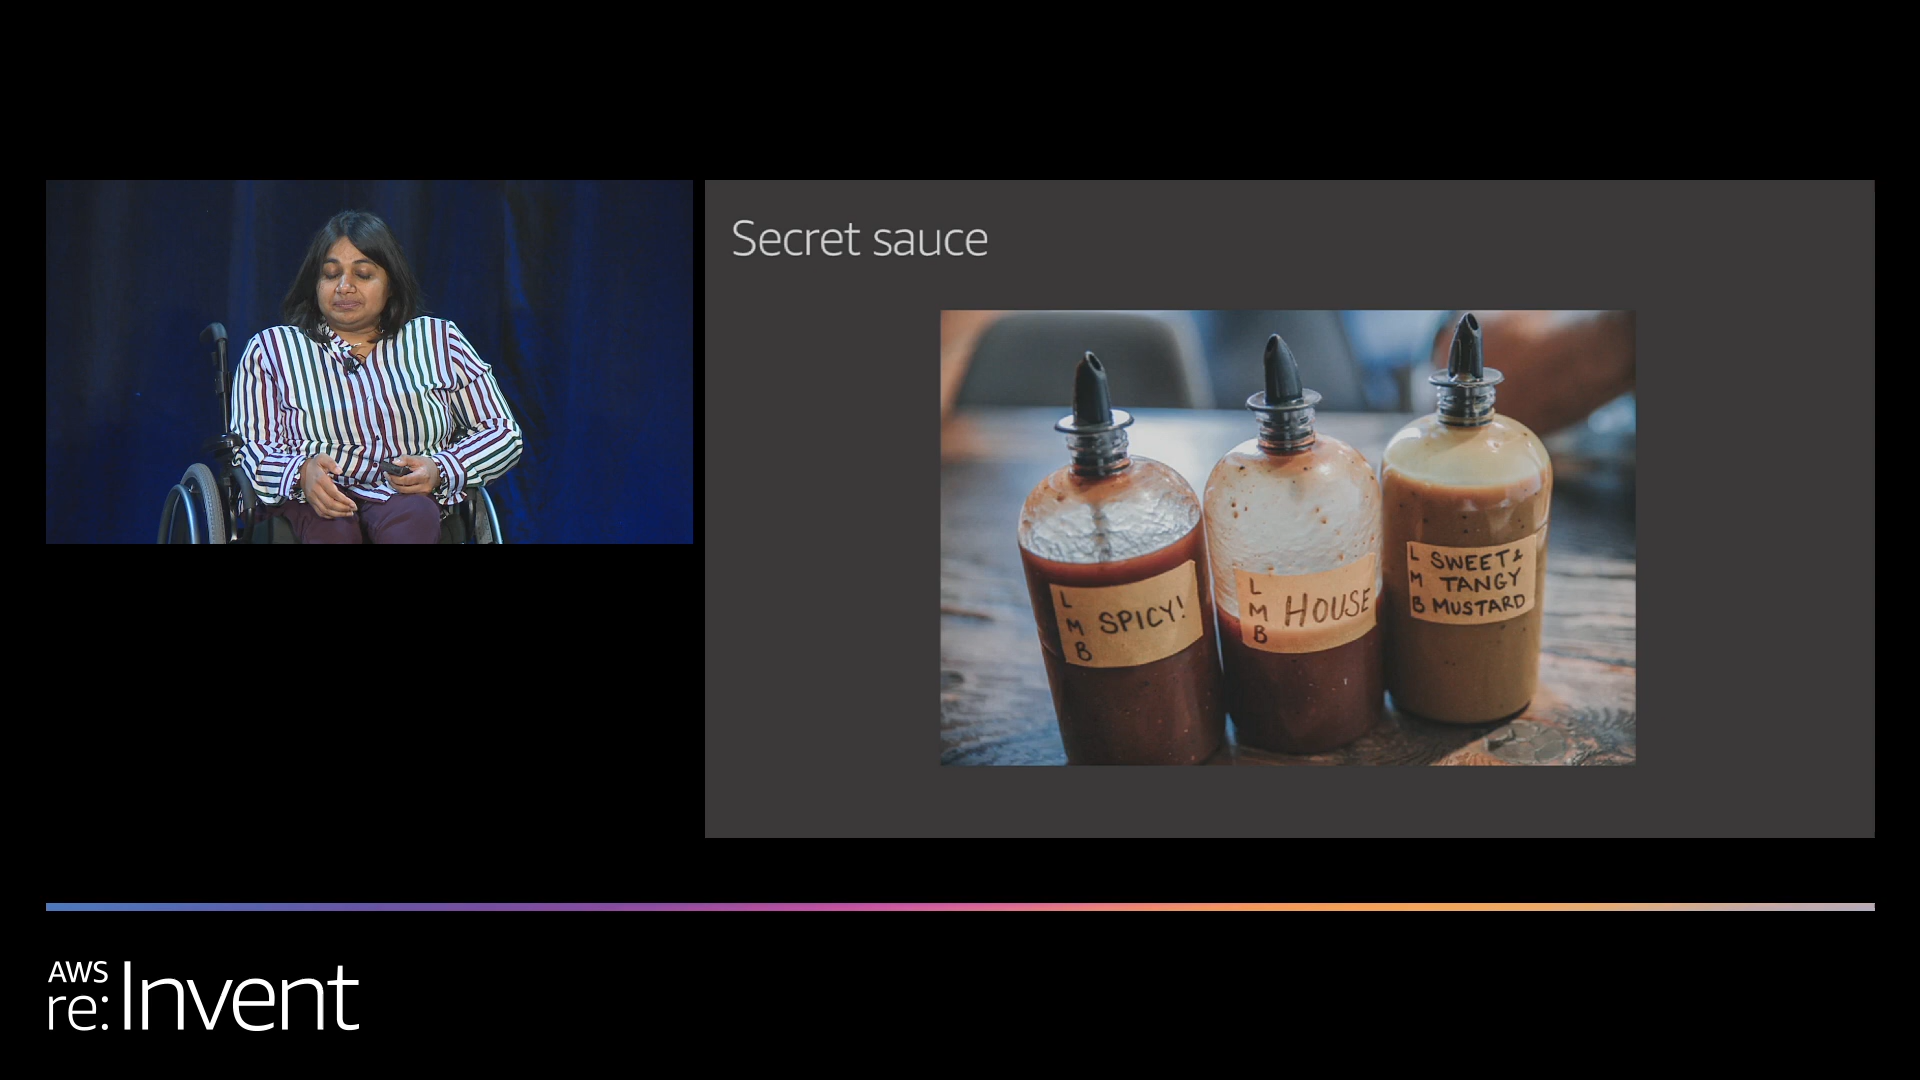 Secret sauce
L
M
B
SPICY!
L
M
B
HOUSE
L
M
B
SWEET &
TANGY
MUSTARD
AWS
re:Invent